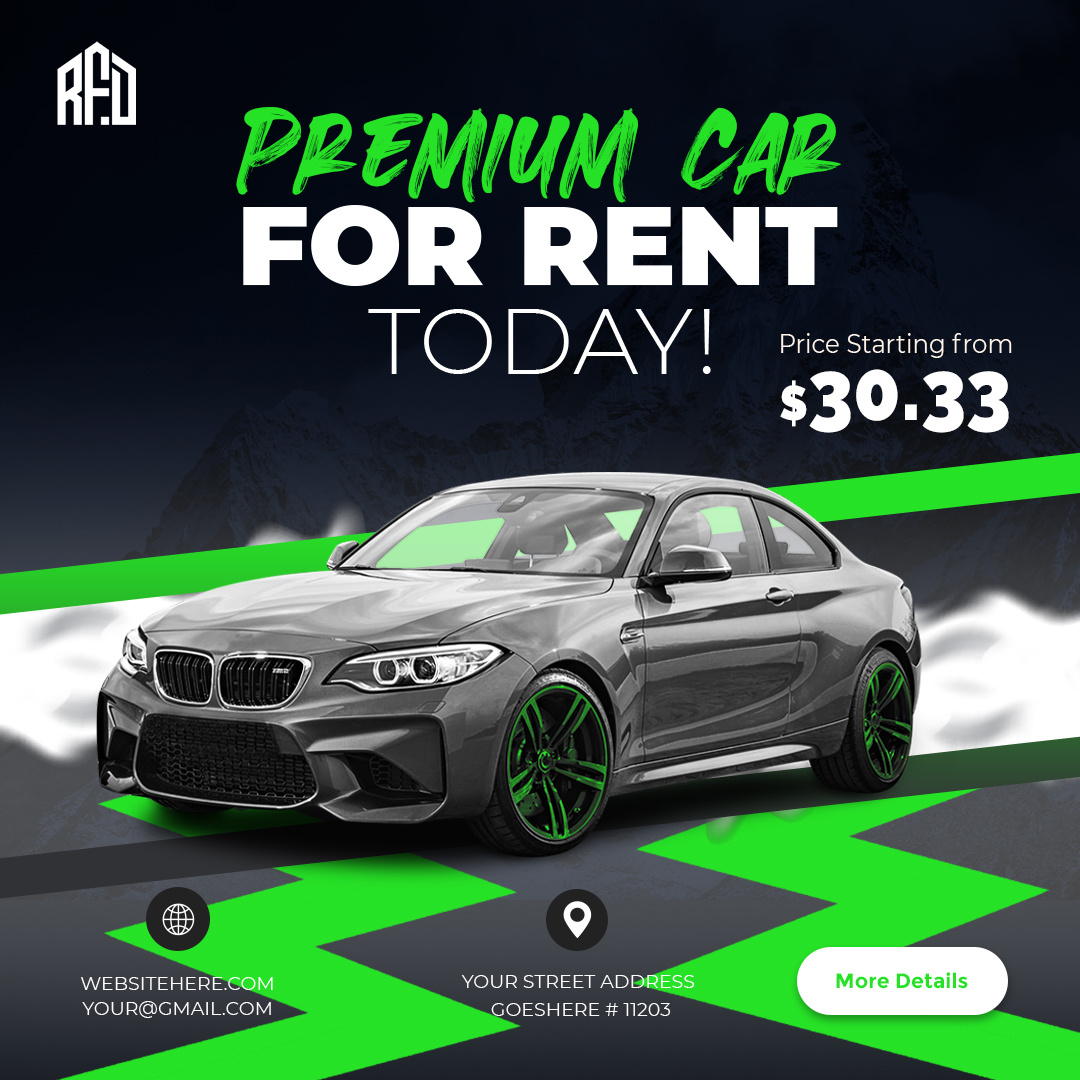 RFD
PREMIUM CAR
FOR RENT
TODAY!
Price Starting from
$30.33
M2
WEBSITEHERE.COM
YOUR@GMAIL.COM
YOUR STREET ADDRESS
GOESHERE # 11203
More Details